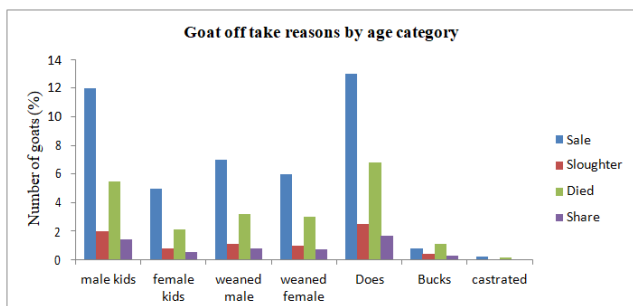 Goat off take reasons by age category
Number of goats (%)
14
12
10
8
6
4
2
0
male kids
female
kids
weaned
male
weaned
female
Does
Bucks
castrated
Sale
Sloughter
Died
Share